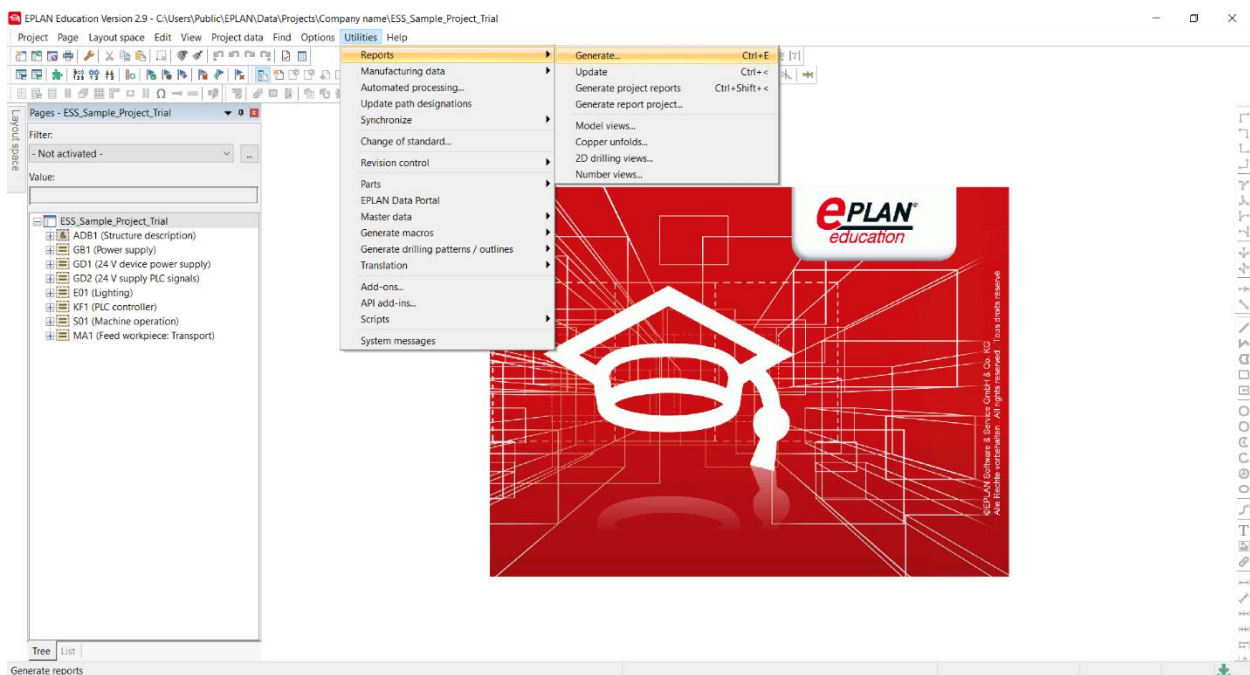 EPLAN Education Version 2.9 - C:\Users\Public\EPLAN\Data\Projects\Company name\ESS_Sample_Project_Trial
Project Page Layout space Edit View Project data Find Options Utilities Help
Reports
Manufacturing data
Automated processing...
Update path designations
Synchronize
Change of standard...
Revision control
Parts
EPLAN Data Portal
Master data
Generate macros
Generate drilling patterns / outlines
Translation
Add-ons...
API add-ins...
Scripts
System messages
Generate... Ctrl+E
Update Ctrl+<
Generate project reports Ctrl+Shift+<
Generate report project...
Model views...
Copper unfolds...
2D drilling views...
Number views...
Layout space
Pages - ESS_Sample_Project_Trial
Filter:
- Not activated -
...
Value:
ESS_Sample_Project_Trial
ADB1 (Structure description)
GB1 (Power supply)
GD1 (24 V device power supply)
GD2 (24 V supply PLC signals)
E01 (Lighting)
KF1 (PLC controller)
S01 (Machine operation)
MA1 (Feed workpiece: Transport)
Tree List
Generate reports
ePLAN®
education
©EPLAN Software & Service GmbH & Co. KG
Alle Rechte vorbehalten . All rights reserved . Tous droits réservé